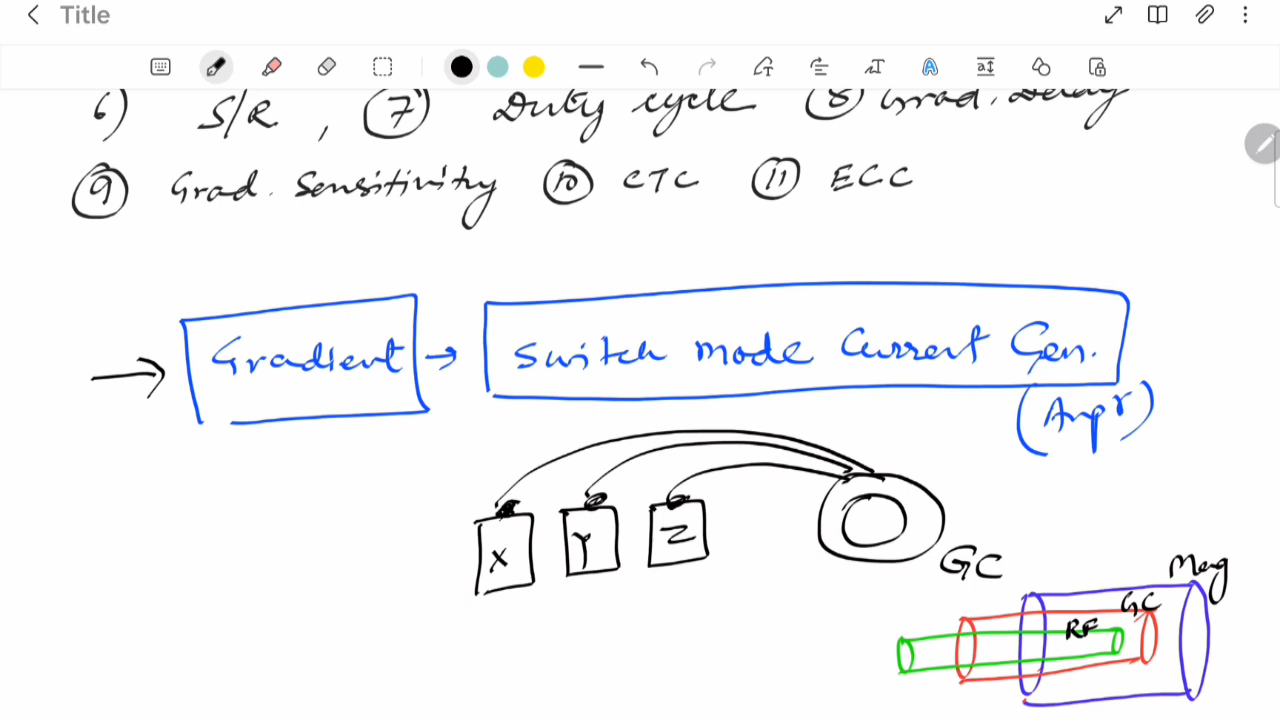 Title
6) S/R, (7) Duty cycle (8) Grad. Delay
(9) Grad. Sensitivity (10) CTC (11) ECC
→ Gradient → Switch mode Current Gen.
(Ampr)
X Y Z GC
Mag
GC
RF